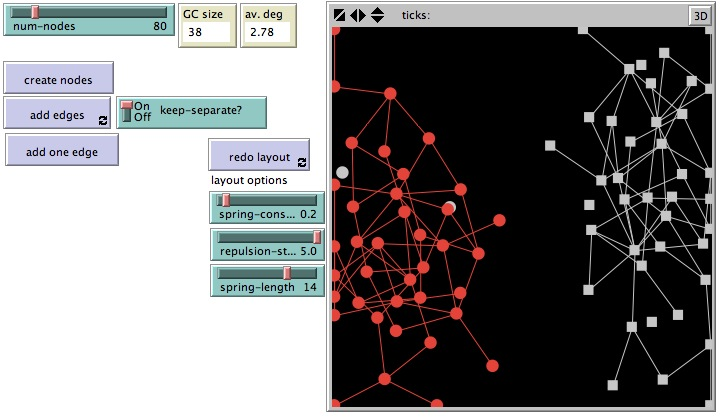 num-nodes 80
GC size
38
av. deg
2.78
ticks:
3D
create nodes
add edges
On
Off
keep-separate?
add one edge
redo layout
layout options
spring-cons... 0.2
repulsion-st... 5.0
spring-length 14